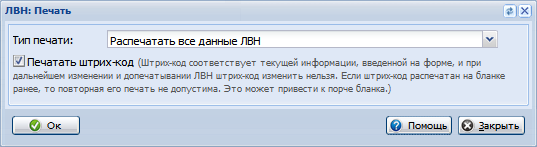 ЛВН: Печать
Тип печати: Распечатать все данные ЛВН
Печатать штрих-код (Штрих-код соответствует текущей информации, введенной на форме, и при
дальнейшем изменении и допечатывании ЛВН штрих-код изменить нельзя. Если штрих-код распечатан на бланке
ранее, то повторная его печать не допустима. Это может привести к порче бланка.)
Ок Помощь Закрыть